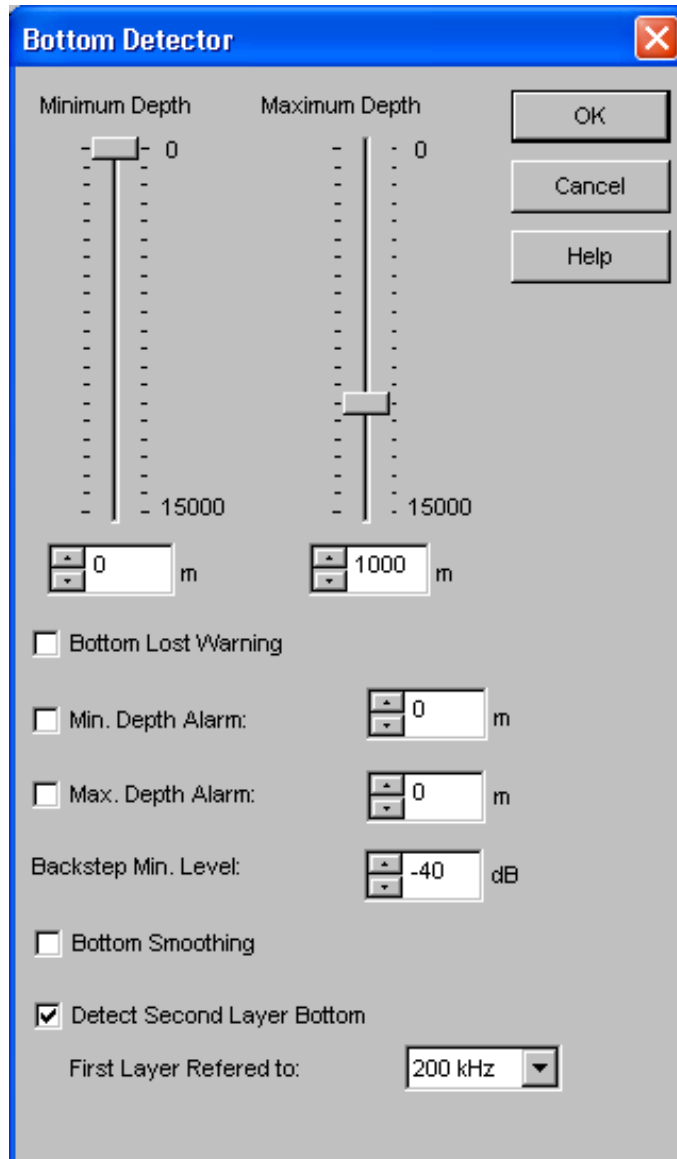 Bottom Detector
Minimum Depth Maximum Depth OK
0 0
Cancel
Help
15000 15000
0 m 1000 m
Bottom Lost Warning
Min. Depth Alarm: 0 m
Max. Depth Alarm: 0 m
Backstep Min. Level: -40 dB
Bottom Smoothing
Detect Second Layer Bottom
First Layer Refered to: 200 kHz